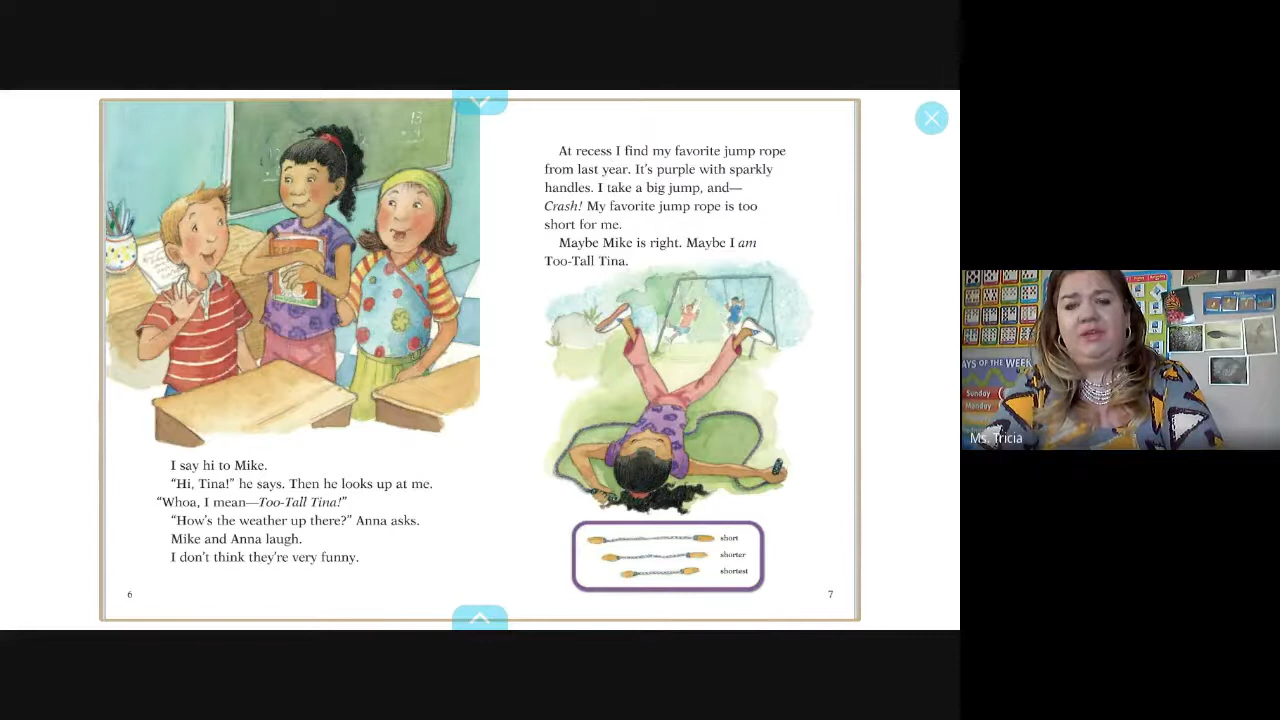 I say hi to Mike.
“Hi, Tina!” he says. Then he looks up at me.
“Whoa, I mean—Too-Tall Tina!”
“How’s the weather up there?” Anna asks.
Mike and Anna laugh.
I don’t think they’re very funny.
6
At recess I find my favorite jump rope
from last year. It’s purple with sparkly
handles. I take a big jump, and—
Crash! My favorite jump rope is too
short for me.
Maybe Mike is right. Maybe I am
Too-Tall Tina.
short
shorter
shortest
7
AYS OF THE WEEK
Sunday
Monday
Ms. Tricia